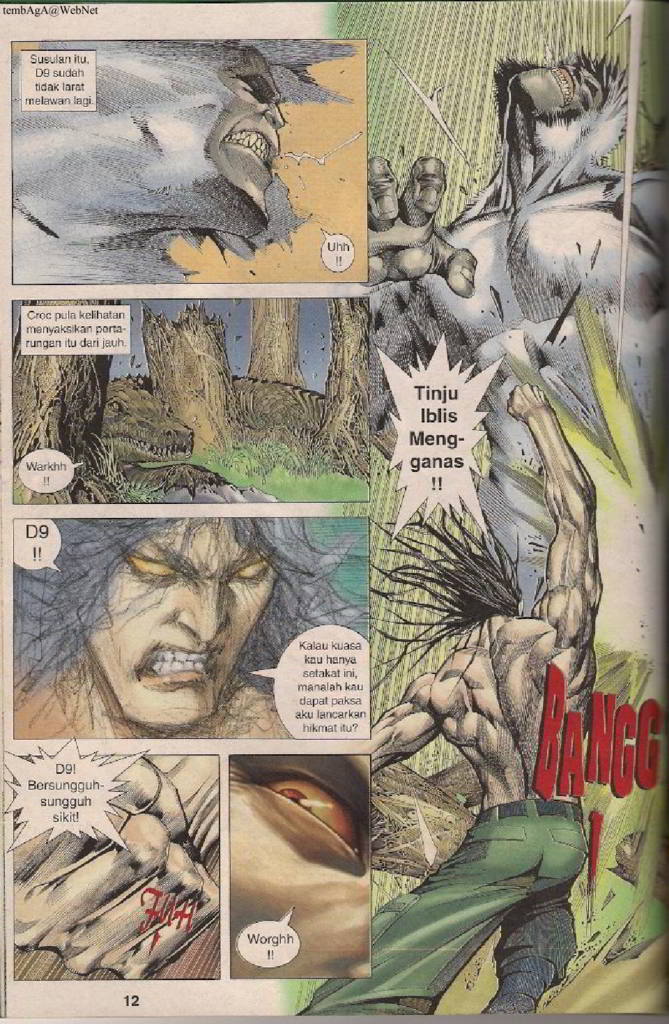 tembAgA@WebNet
Susulan itu,
D9 sudah
tidak larat
melawan lagi.
Uhh
!!
Croc pula kelihatan
menyaksikan perta-
rungan itu dari jauh.
Warkhh
!!
D9
!!
Kalau kuasa
kau hanya
setakat ini,
manalah kau
dapat paksa
aku lancarkan
hikmat itu?
D9!
Bersungguh-
sungguh
sikit!
Worghh
!!
Tinju
Iblis
Meng-
ganas
!!
BANGG
!
12